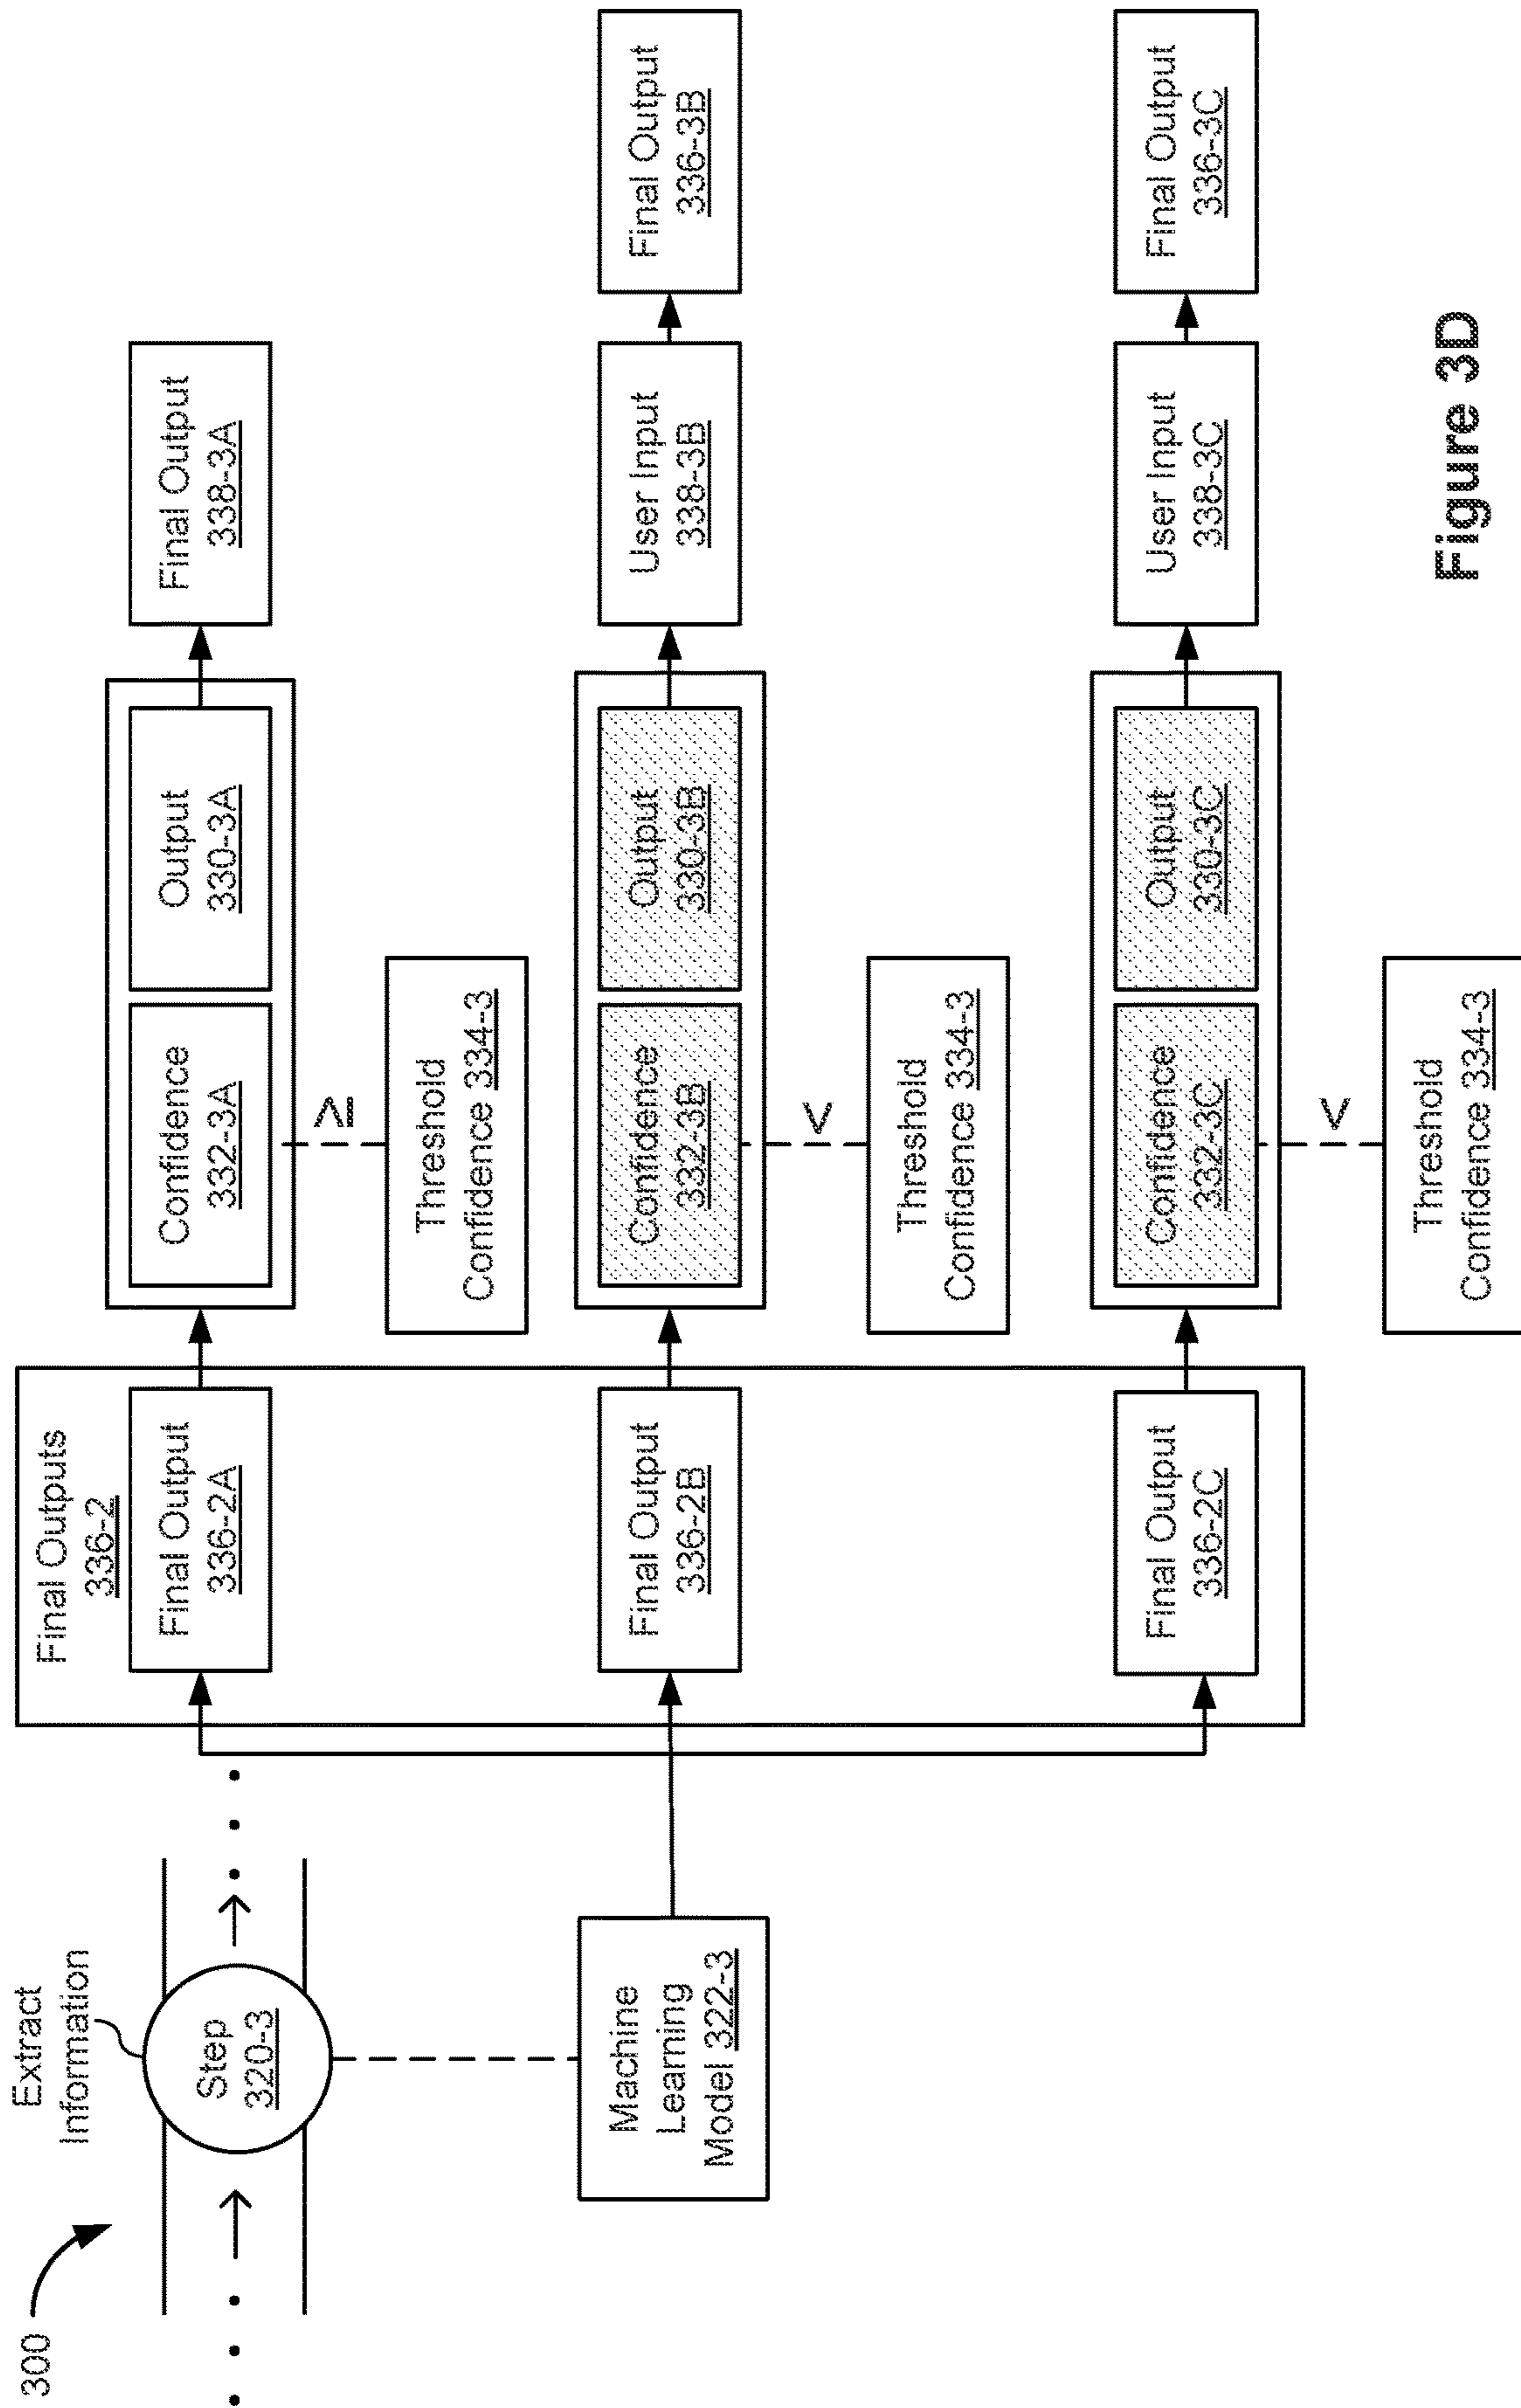 300
Extract
Information
Step
320-3
Machine
Learning
Model 322-3
Final Outputs
336-2
Final Output
336-2A
Final Output
336-2B
Final Output
336-2C
Confidence
332-3A
Output
330-3A
≥
Threshold
Confidence 334-3
Final Output
338-3A
Confidence
332-3B
Output
330-3B
<
Threshold
Confidence 334-3
User Input
338-3B
Final Output
336-3B
Confidence
332-3C
Output
330-3C
<
Threshold
Confidence 334-3
User Input
338-3C
Final Output
336-3C
Figure 3D